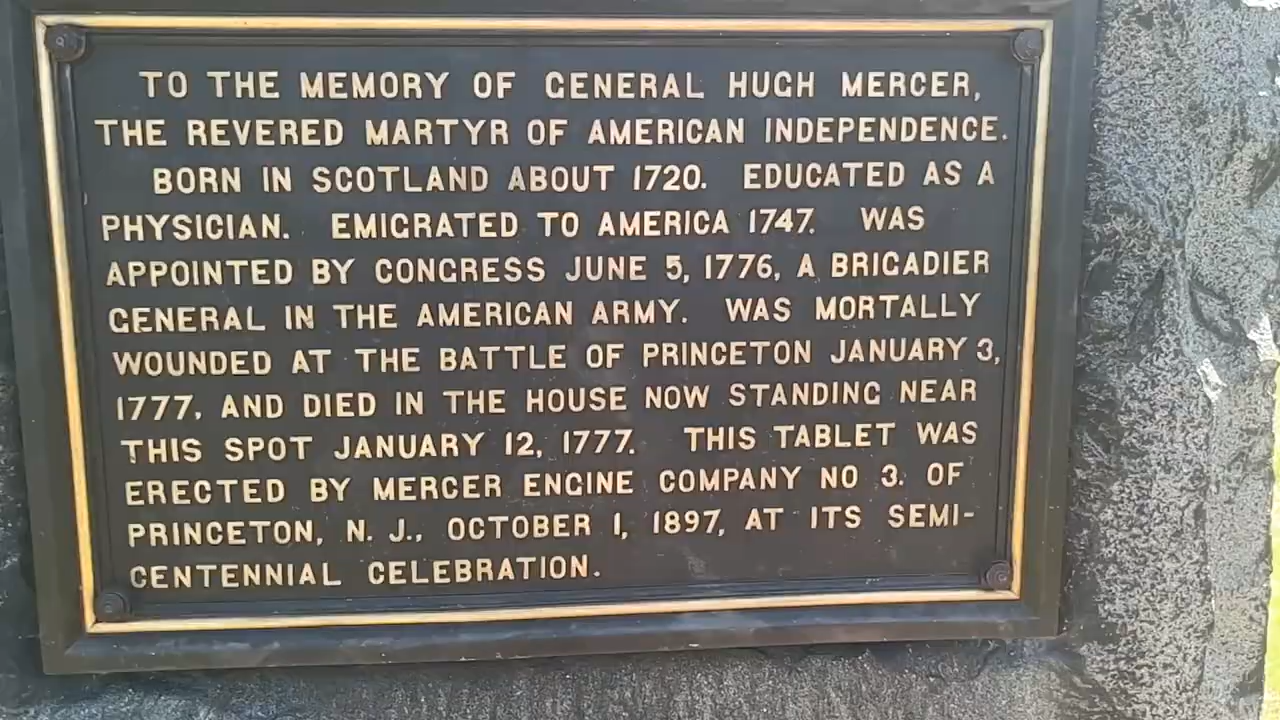 TO THE MEMORY OF GENERAL HUGH MERCER,
THE REVERED MARTYR OF AMERICAN INDEPENDENCE.
BORN IN SCOTLAND ABOUT 1720. EDUCATED AS A
PHYSICIAN. EMIGRATED TO AMERICA 1747. WAS
APPOINTED BY CONGRESS JUNE 5, 1776, A BRIGADIER
GENERAL IN THE AMERICAN ARMY. WAS MORTALLY
WOUNDED AT THE BATTLE OF PRINCETON JANUARY 3,
1777, AND DIED IN THE HOUSE NOW STANDING NEAR
THIS SPOT JANUARY 12, 1777. THIS TABLET WAS
ERECTED BY MERCER ENGINE COMPANY NO 3. OF
PRINCETON, N. J., OCTOBER 1, 1897, AT ITS SEMI-
CENTENNIAL CELEBRATION.